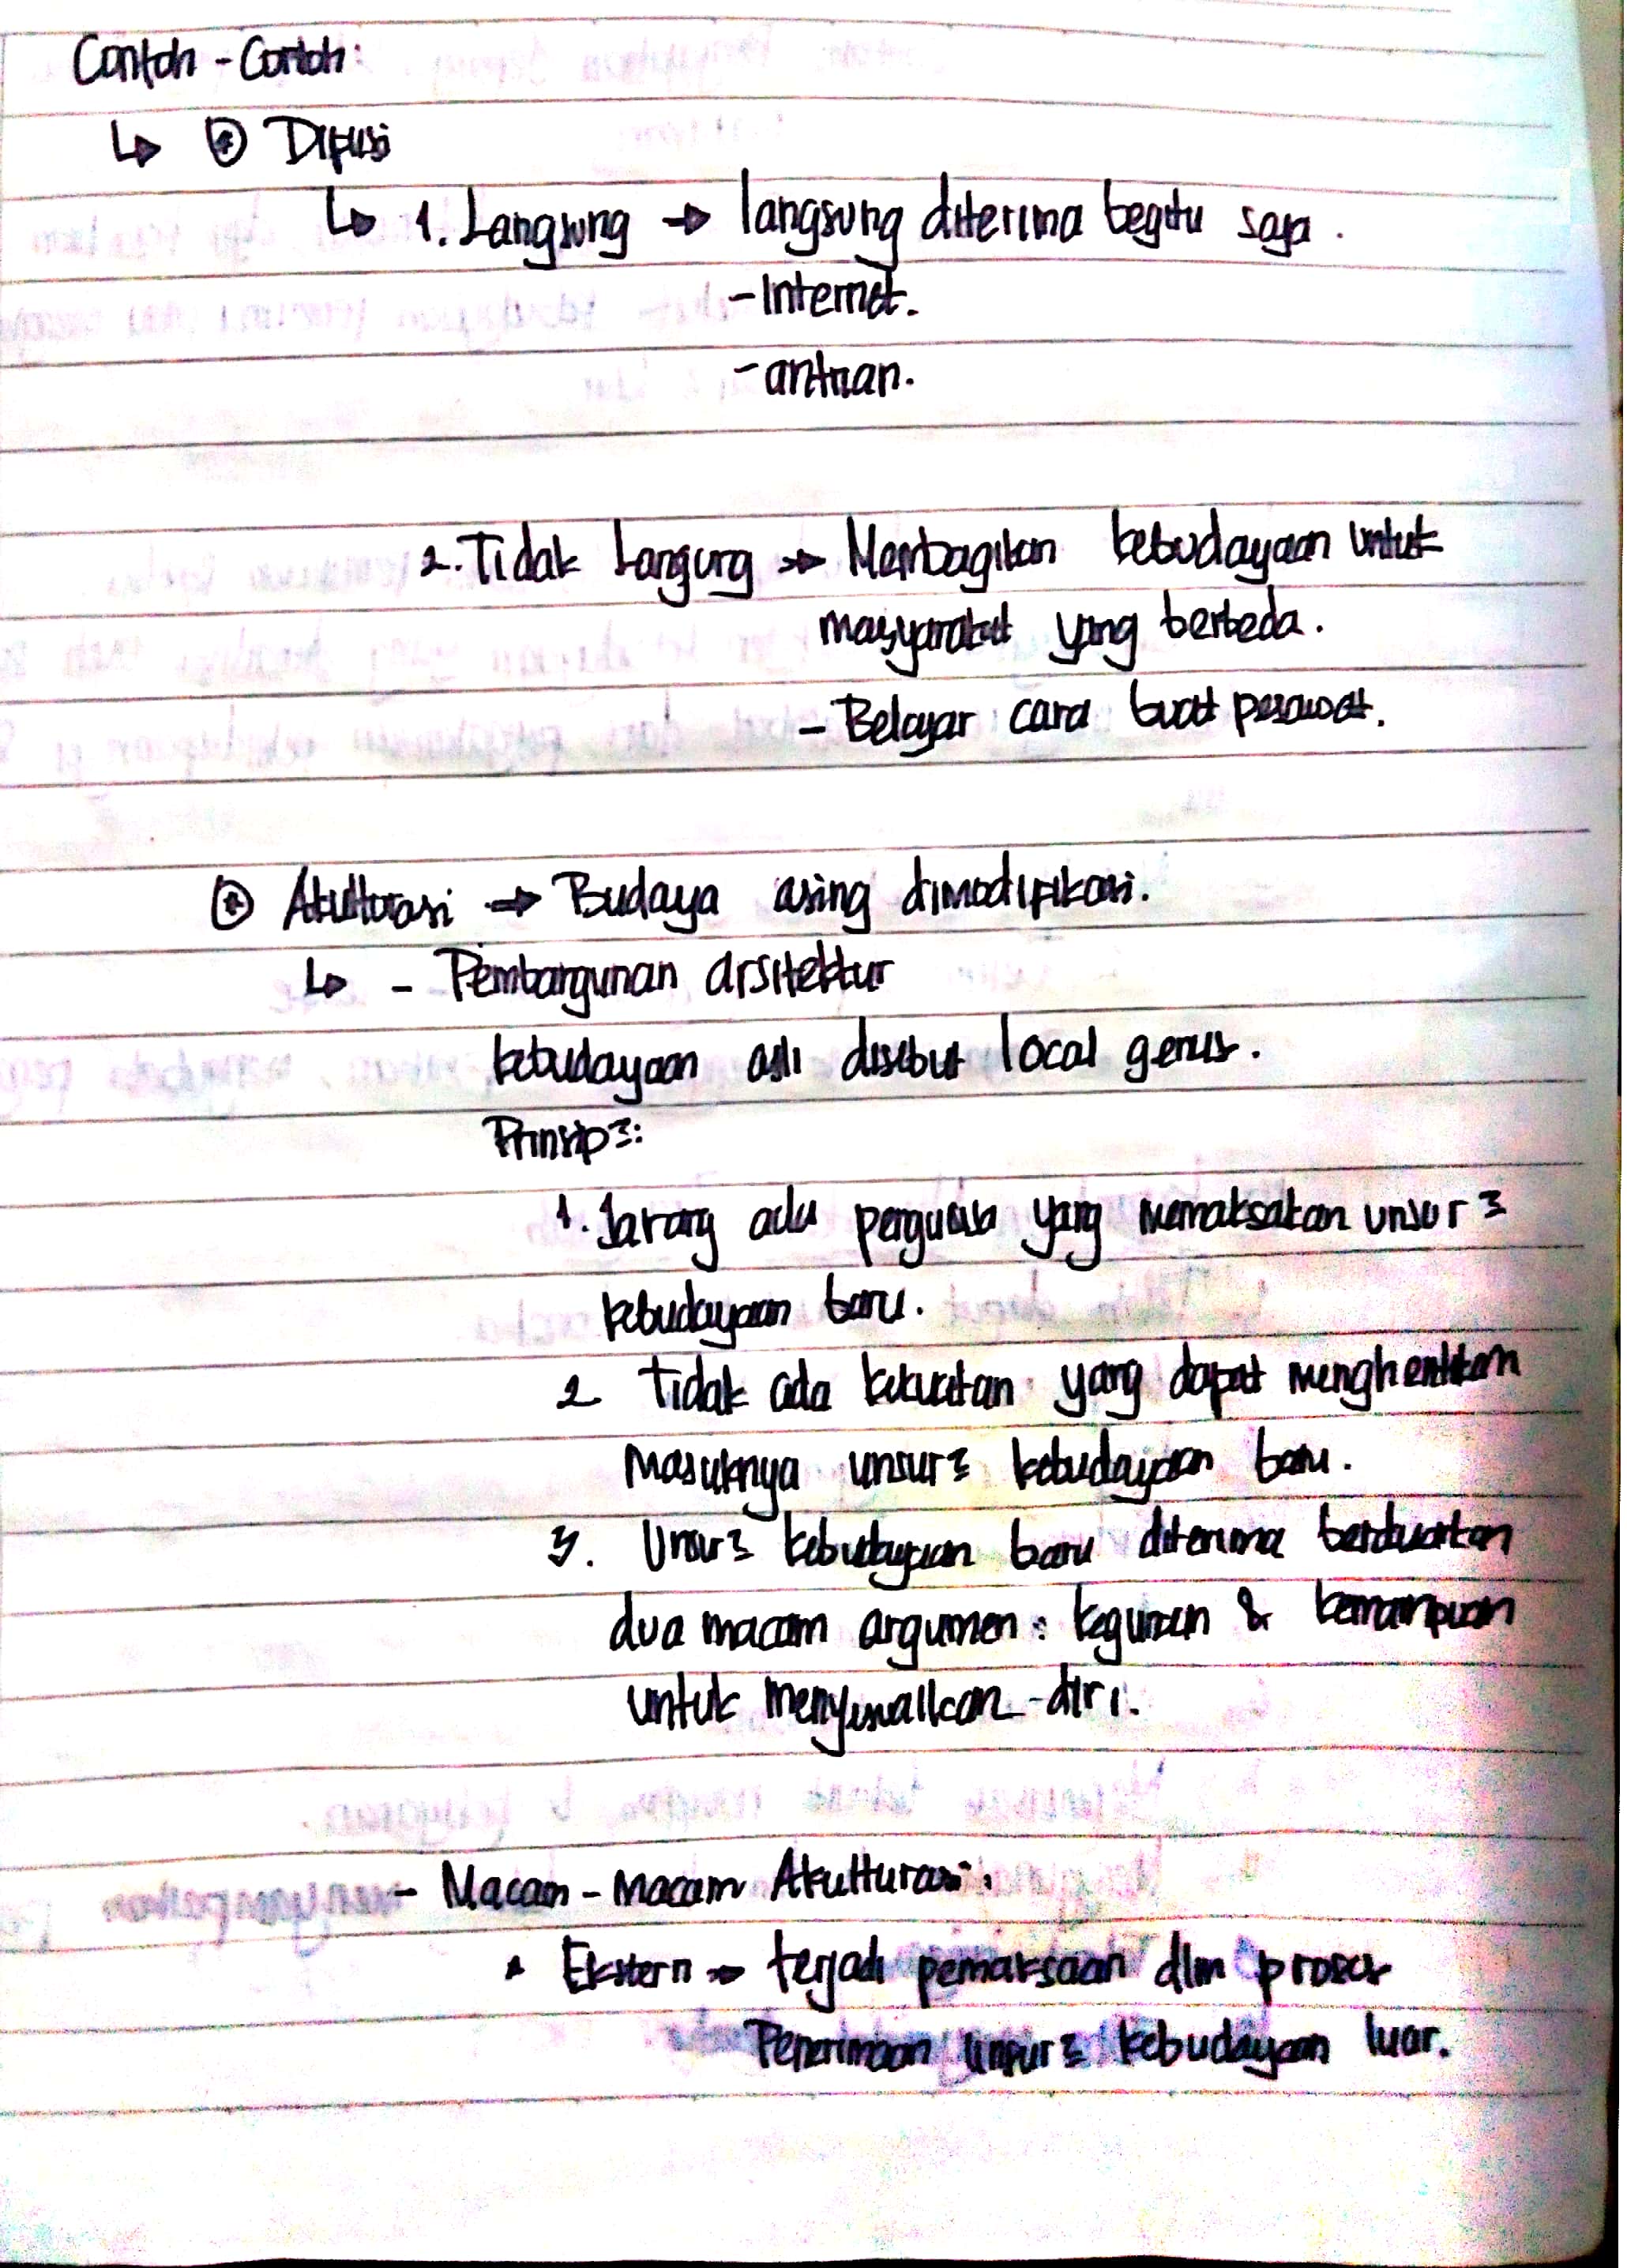 Contoh - Contoh:
↳ ⊛ Difusi
↳ 1. Langsung → langsung diterima begitu saja.
- Internet.
- antrian.
2. Tidak Langsung → Membagikan kebudayaan untuk
masyarakat yang berbeda.
- Belajar cara buat pesawat.
⊛ Akulturasi → Budaya asing dimodifikasi.
↳ - Pembangunan arsitektur
kebudayaan asli disebut local genus.
Prinsip²:
1. Jarang ada penguasa yang memaksakan unsur²
kebudayaan baru.
2 Tidak ada kekuatan yang dapat menghentikan
masuknya unsur² kebudayaan baru.
3. Unsur² kebudayaan baru diterima berdasarkan
dua macam argumen: kegunaan & kemampuan
untuk menyesuaikan diri.
- Macam - macam Akulturasi:
* Ekstern → terjadi pemaksaan dlm proses
Penerimaan unsur² kebudayaan luar.